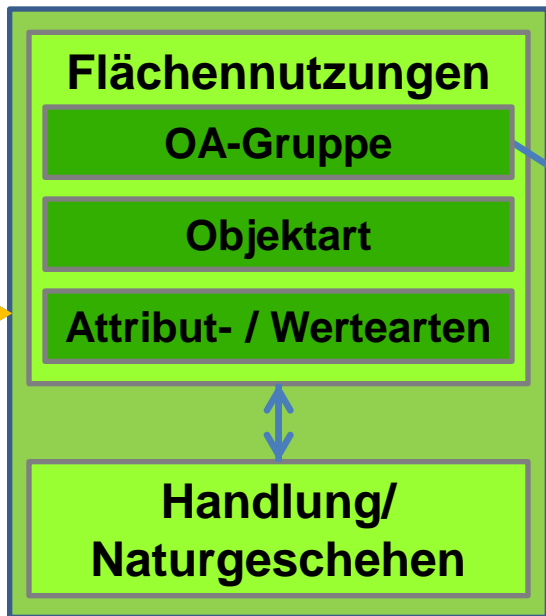 Flächennutzungen
OA-Gruppe
Objektart
Attribut- / Wertearten
Handlung/
Naturgeschehen